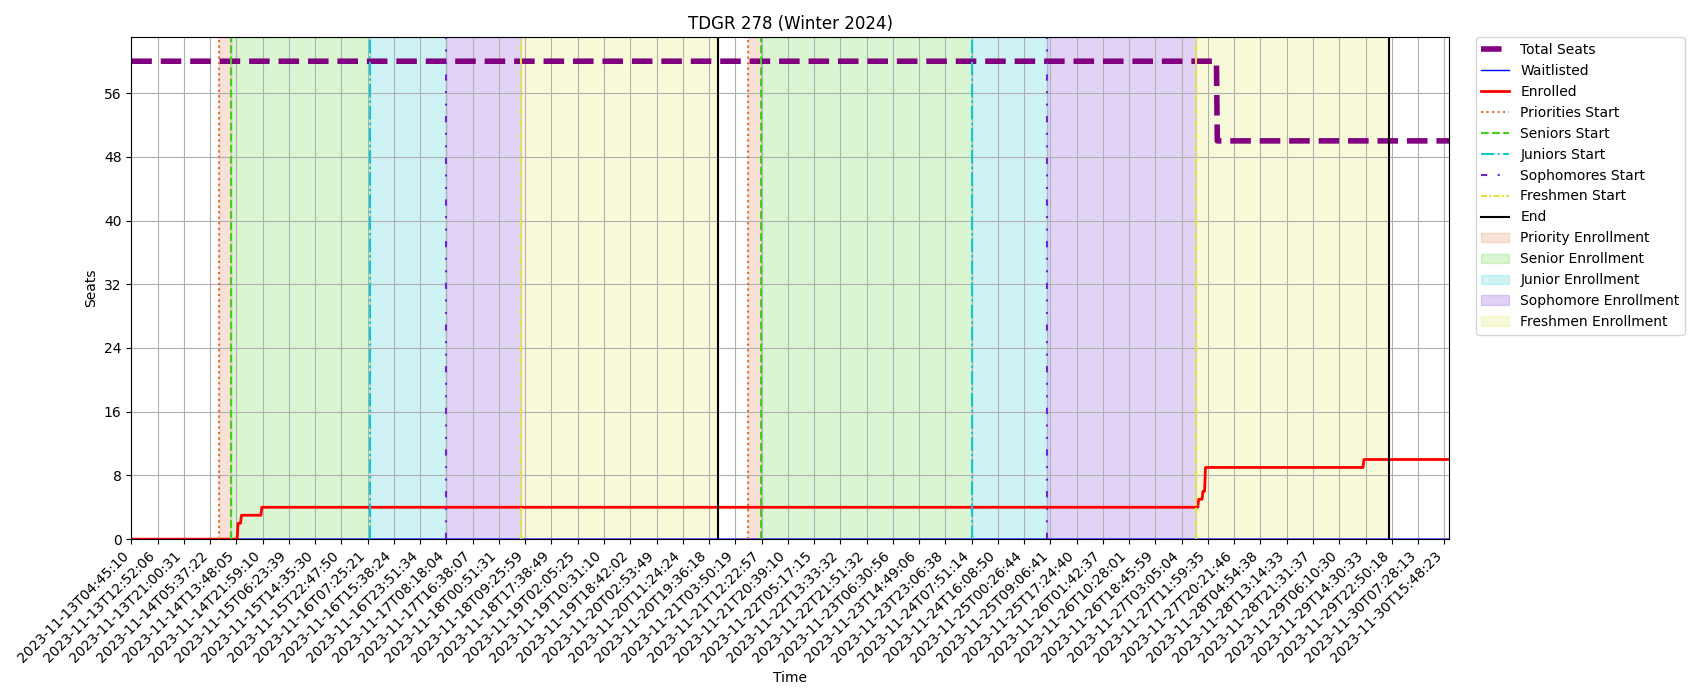 TDGR 278 (Winter 2024)
Seats
56
48
40
32
24
16
8
0
2023-11-13T04:45:10
2023-11-13T12:52:06
2023-11-13T21:00:31
2023-11-14T05:37:22
2023-11-14T13:48:05
2023-11-14T21:59:10
2023-11-15T06:23:39
2023-11-15T14:35:30
2023-11-15T22:47:50
2023-11-16T07:25:21
2023-11-16T15:38:24
2023-11-16T23:51:34
2023-11-17T08:18:04
2023-11-17T16:38:07
2023-11-18T00:51:31
2023-11-18T09:25:59
2023-11-18T17:38:49
2023-11-19T02:05:25
2023-11-19T10:31:10
2023-11-19T18:42:02
2023-11-20T02:53:49
2023-11-20T11:24:24
2023-11-20T19:36:18
2023-11-21T03:50:19
2023-11-21T12:22:57
2023-11-21T20:39:10
2023-11-22T05:17:15
2023-11-22T13:33:32
2023-11-22T21:51:32
2023-11-23T06:30:56
2023-11-23T14:49:06
2023-11-23T23:06:38
2023-11-24T07:51:14
2023-11-24T16:08:50
2023-11-25T00:26:44
2023-11-25T09:06:41
2023-11-25T17:24:40
2023-11-26T01:42:37
2023-11-26T10:28:01
2023-11-26T18:45:59
2023-11-27T03:05:04
2023-11-27T11:59:35
2023-11-27T20:21:46
2023-11-28T04:54:38
2023-11-28T13:14:33
2023-11-28T21:31:37
2023-11-29T06:10:30
2023-11-29T14:30:33
2023-11-29T22:50:18
2023-11-30T07:28:13
2023-11-30T15:48:23
Time
Total Seats
Waitlisted
Enrolled
Priorities Start
Seniors Start
Juniors Start
Sophomores Start
Freshmen Start
End
Priority Enrollment
Senior Enrollment
Junior Enrollment
Sophomore Enrollment
Freshmen Enrollment